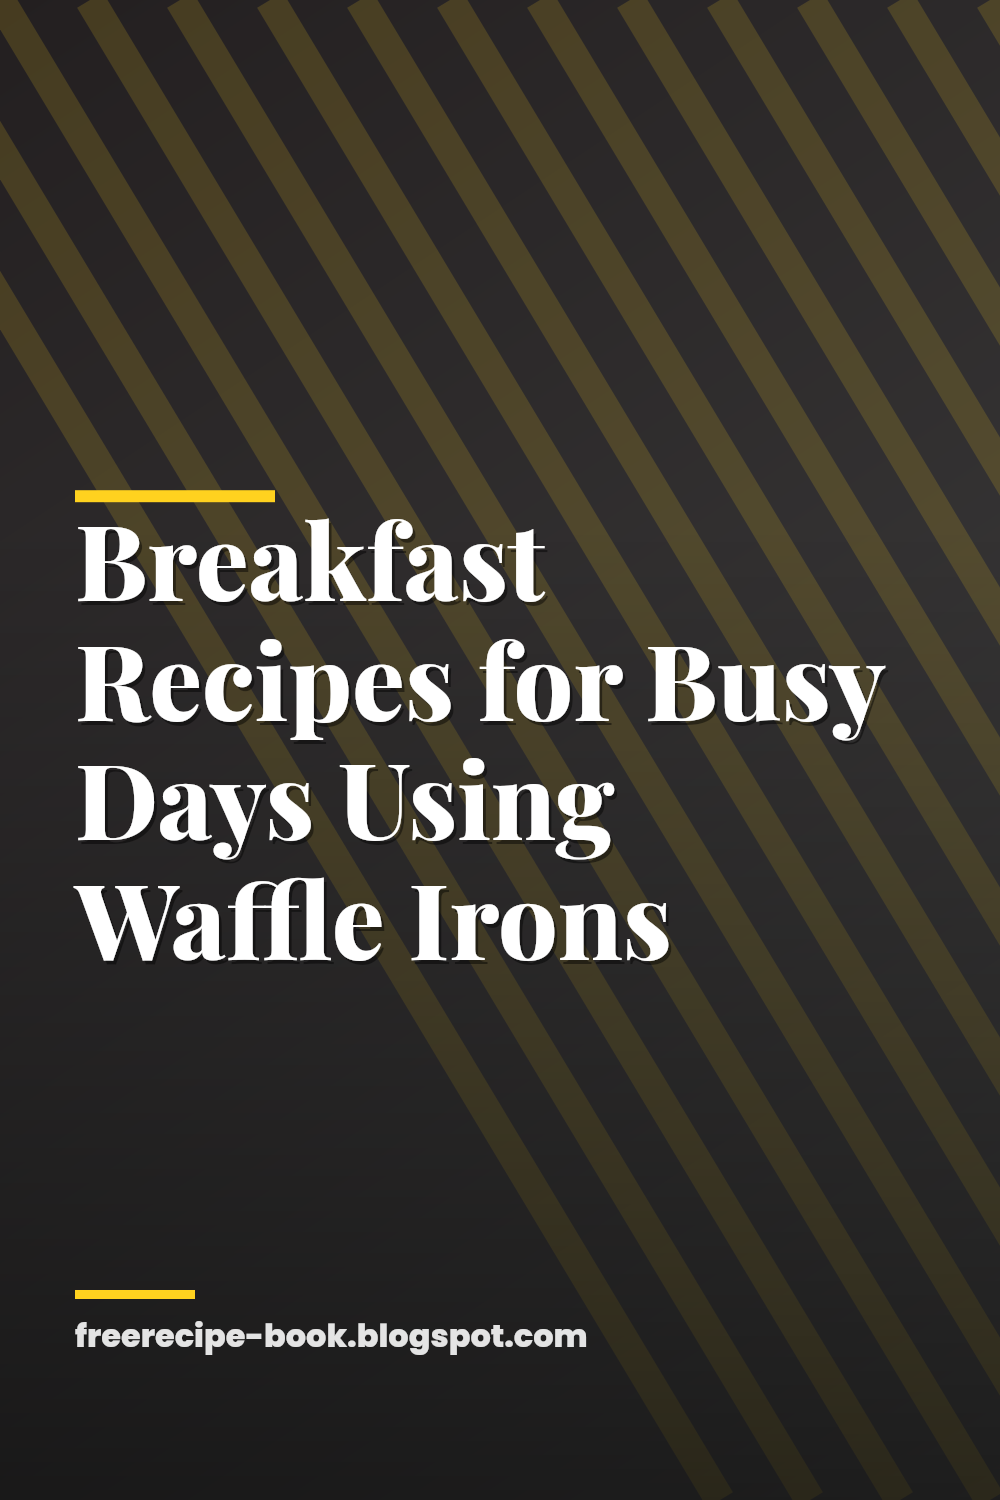 Breakfast
Recipes for Busy
Days Using
Waffle Irons
freerecipe-book.blogspot.com